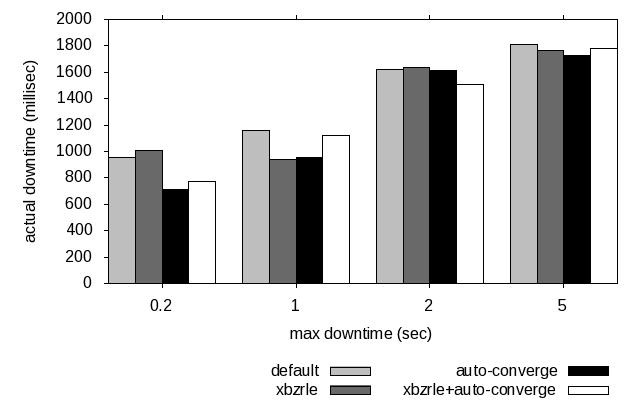 2000
1800
1600
1400
1200
1000
800
600
400
200
0
actual downtime (millisec)
0.2 1 2 5
max downtime (sec)
default auto-converge
xbzrle xbzrle+auto-converge